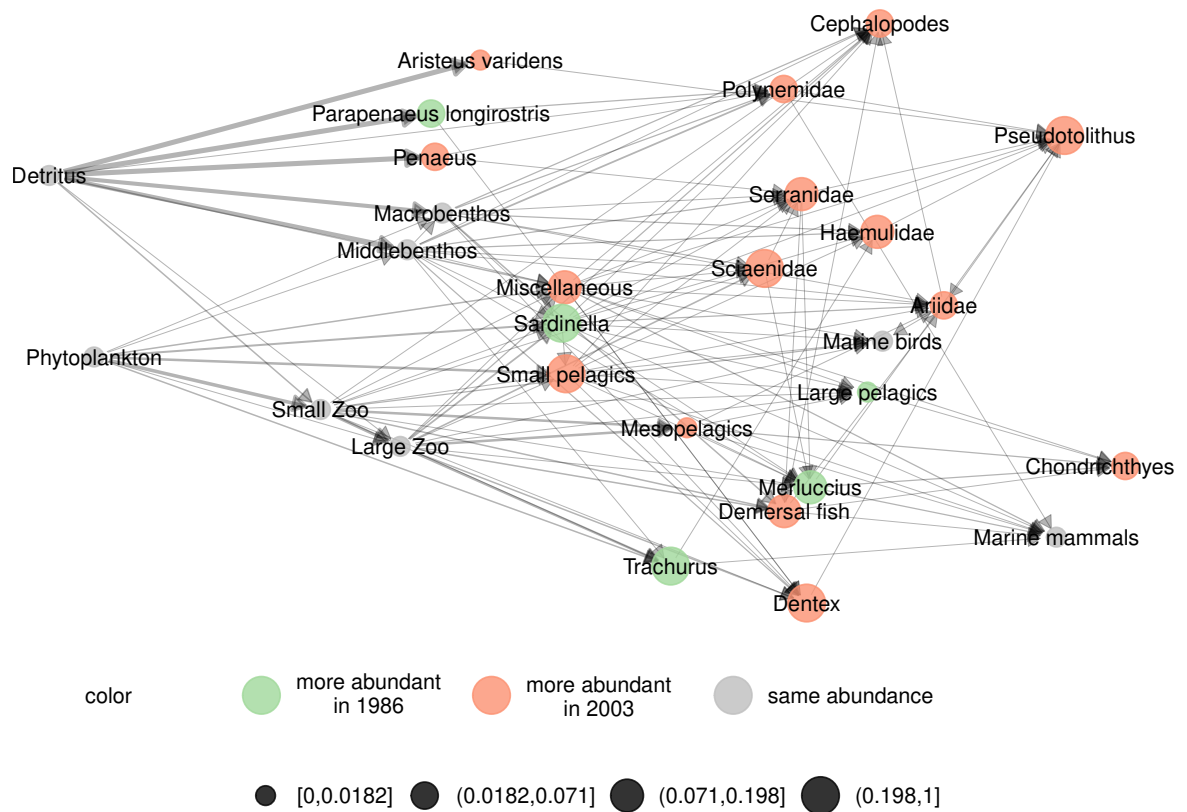 Cephalopodes
Aristeus varidens
Polynemidae
Parapenaeus longirostris
Pseudotolithus
Penaeus
Detritus
Serranidae
Macrobenthos
Haemulidae
Middlebenthos
Sciaenidae
Miscellaneous
Ariidae
Sardinella
Marine birds
Phytoplankton
Small pelagics
Large pelagics
Small Zoo
Mesopelagics
Large Zoo
Chondrichthyes
Merluccius
Demersal fish
Marine mammals
Trachurus
Dentex
color
more abundant
in 1986
more abundant
in 2003
same abundance
[0,0.0182]
(0.0182,0.071]
(0.071,0.198]
(0.198,1]